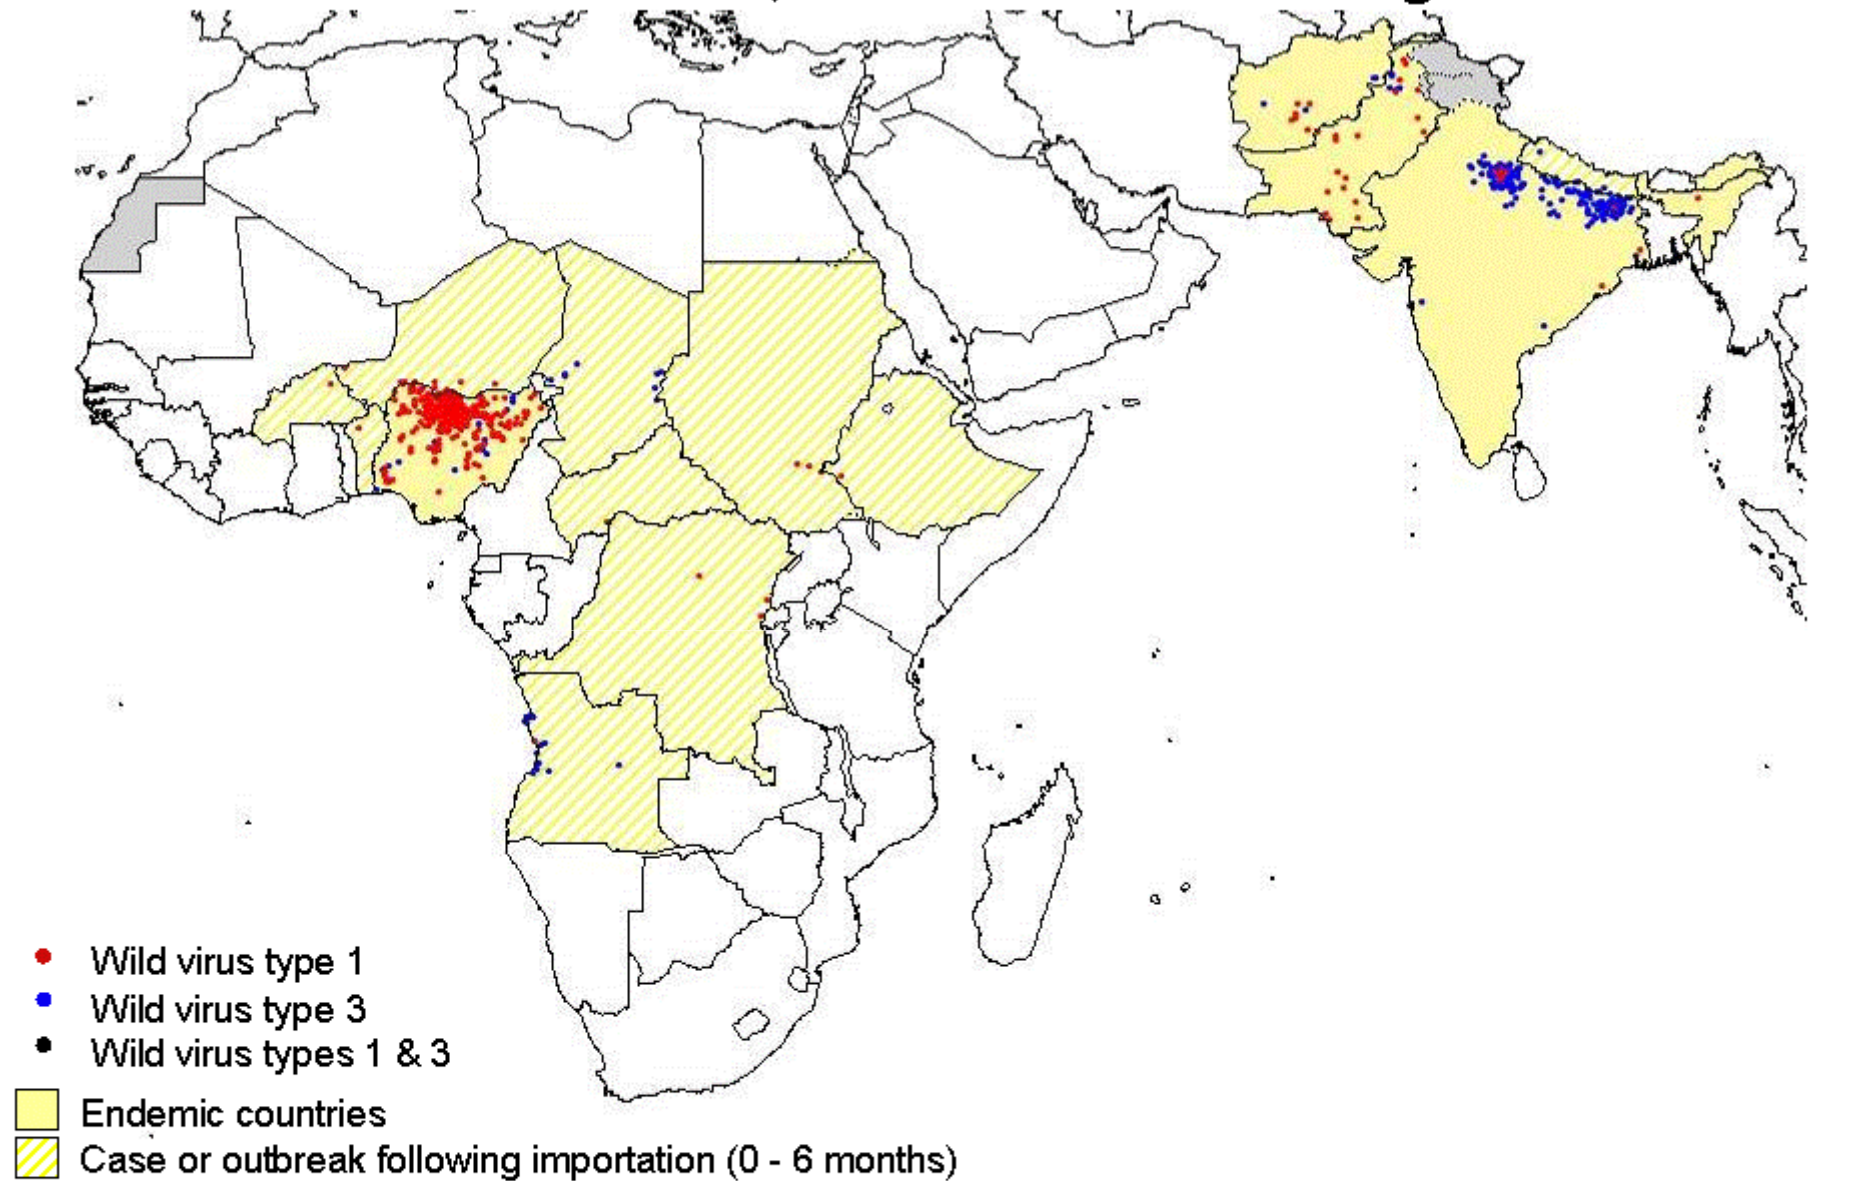 Wild virus type 1
Wild virus type 3
Wild virus types 1 & 3
Endemic countries
Case or outbreak following importation (0 - 6 months)